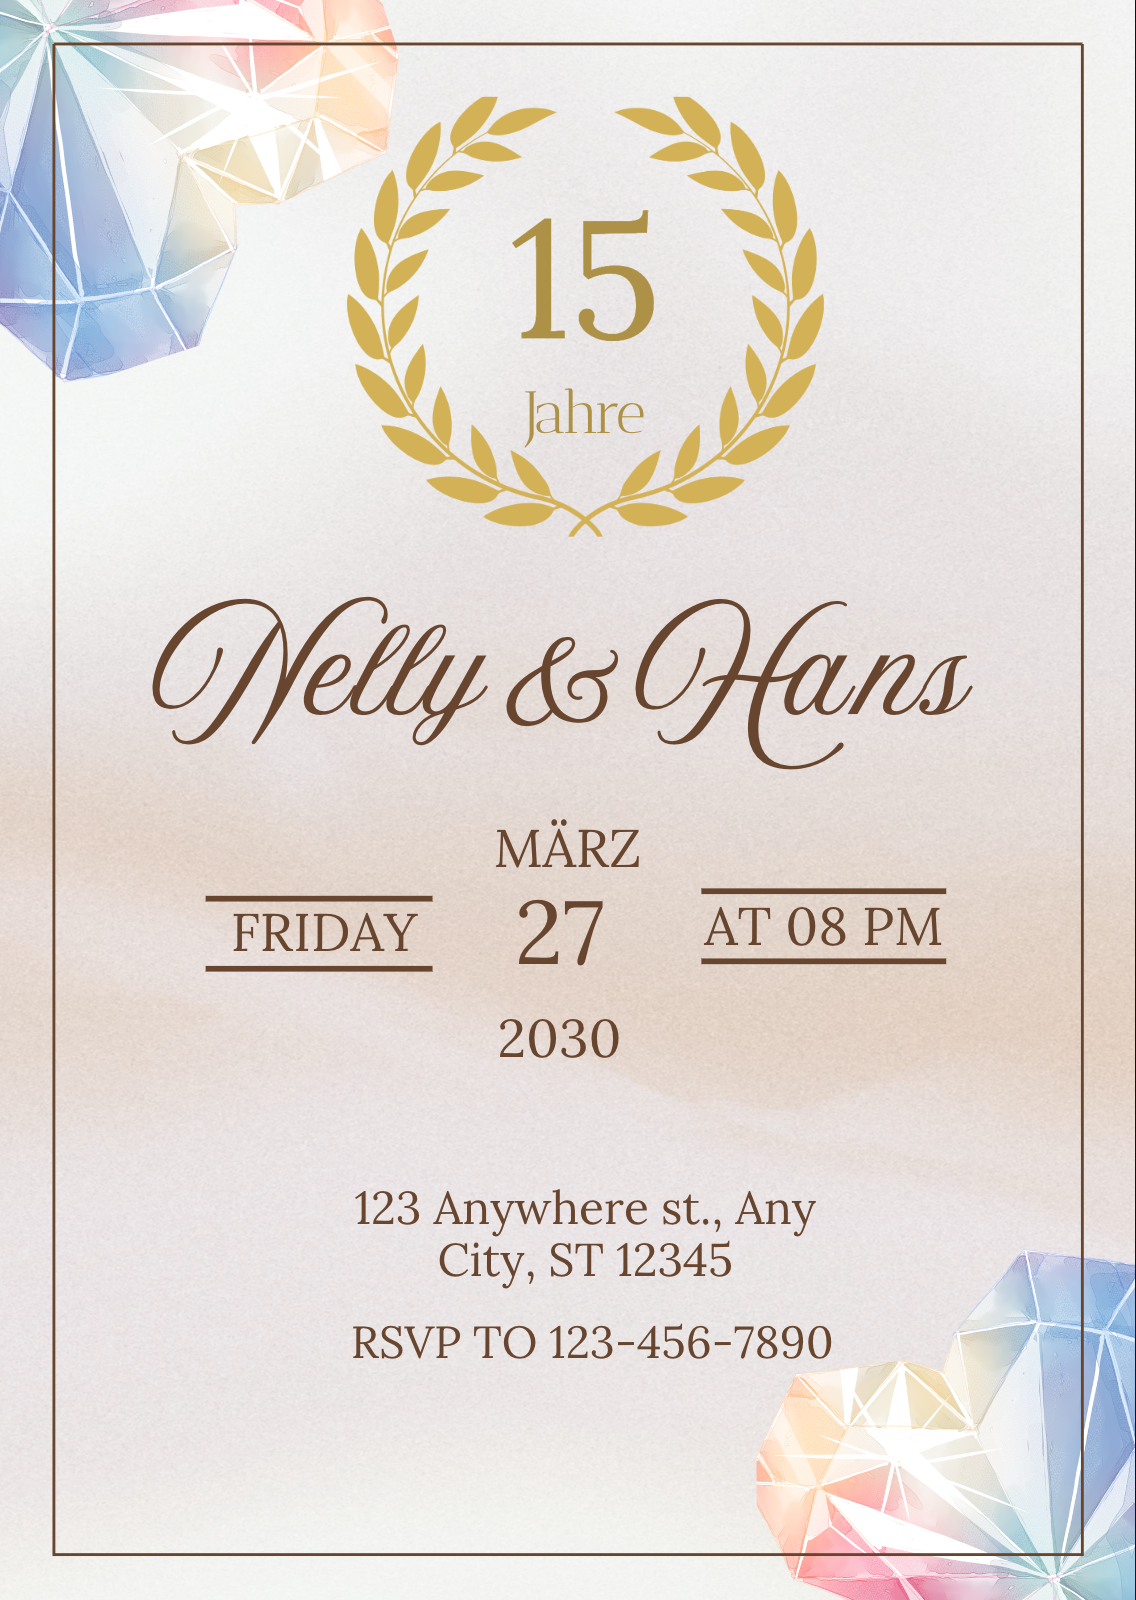 15
Jahre
Nelly & Hans
MÄRZ
FRIDAY
27
AT 08 PM
2030
123 Anywhere st., Any
City, ST 12345
RSVP TO 123-456-7890